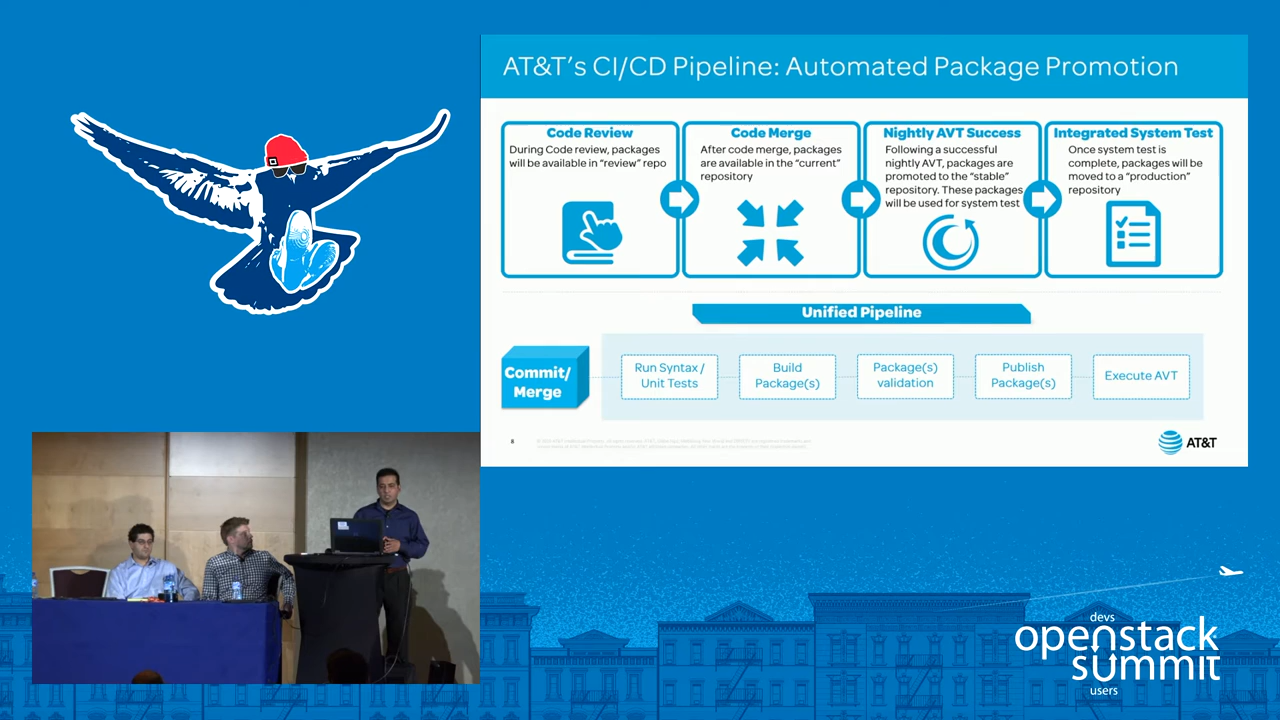 AT&T's CI/CD Pipeline: Automated Package Promotion
Code Review
During Code review, packages
will be available in "review" repo
Code Merge
After code merge, packages
are available in the "current"
repository
Nightly AVT Success
Following a successful
nightly AVT, packages are
promoted to the "stable"
repository. These packages
will be used for system test
Integrated System Test
Once system test is
complete, packages will be
moved to a "production"
repository
Unified Pipeline
Commit/
Merge
Run Syntax /
Unit Tests
Build
Package(s)
Package(s)
validation
Publish
Package(s)
Execute AVT
8
AT&T
devs
openstack
summit
users